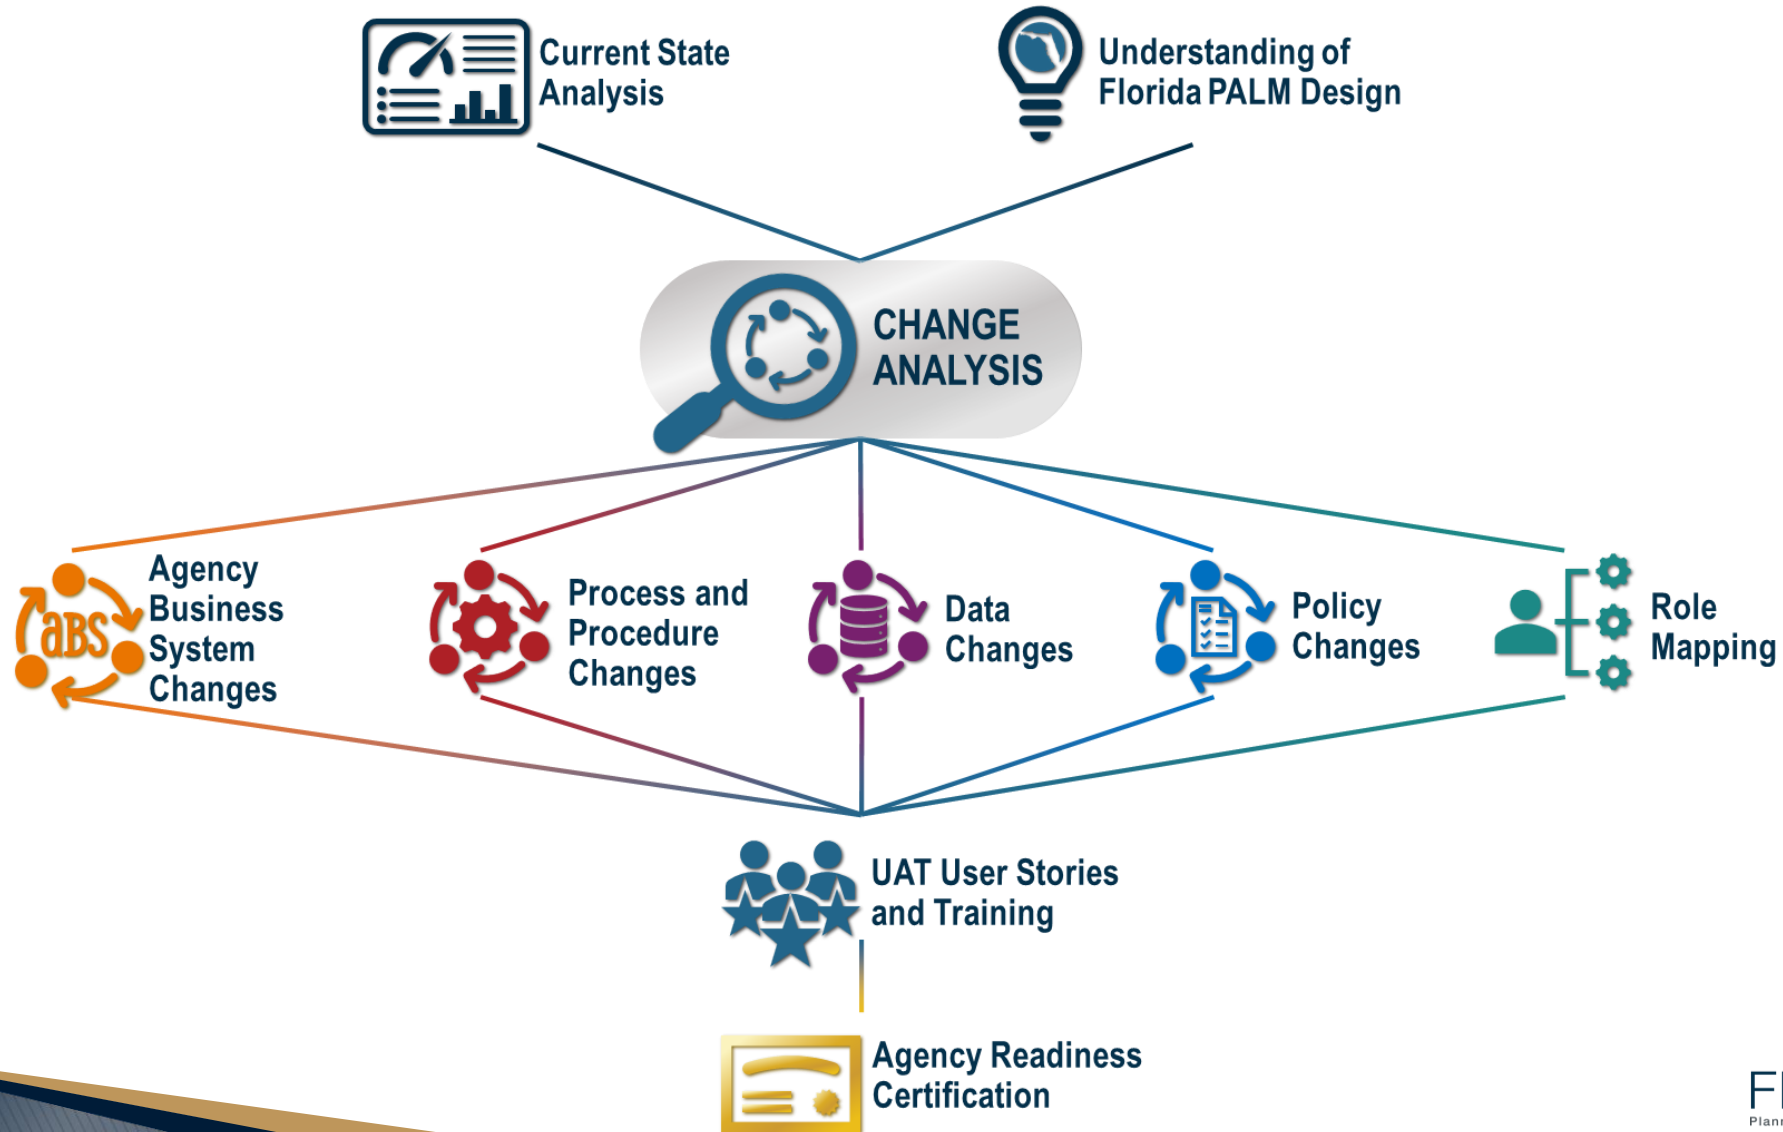 Current State
Analysis
Understanding of
Florida PALM Design
CHANGE
ANALYSIS
Agency
Business
System
Changes
aBS
Process and
Procedure
Changes
Data
Changes
Policy
Changes
Role
Mapping
UAT User Stories
and Training
Agency Readiness
Certification